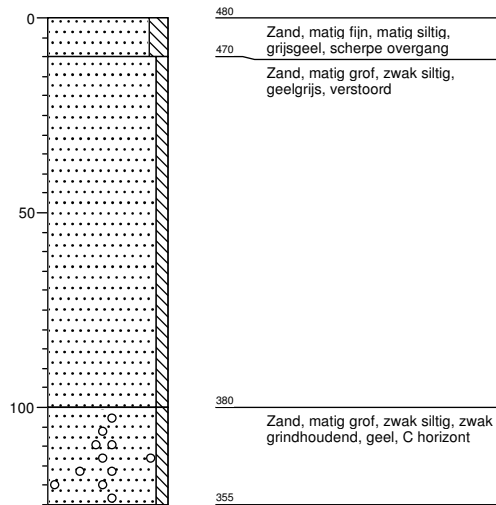 0
480
Zand, matig fijn, matig siltig,
grijsgeel, scherpe overgang
470
Zand, matig grof, zwak siltig,
geelgrijs, verstoord
50
100
380
Zand, matig grof, zwak siltig, zwak
grindhoudend, geel, C horizont
355